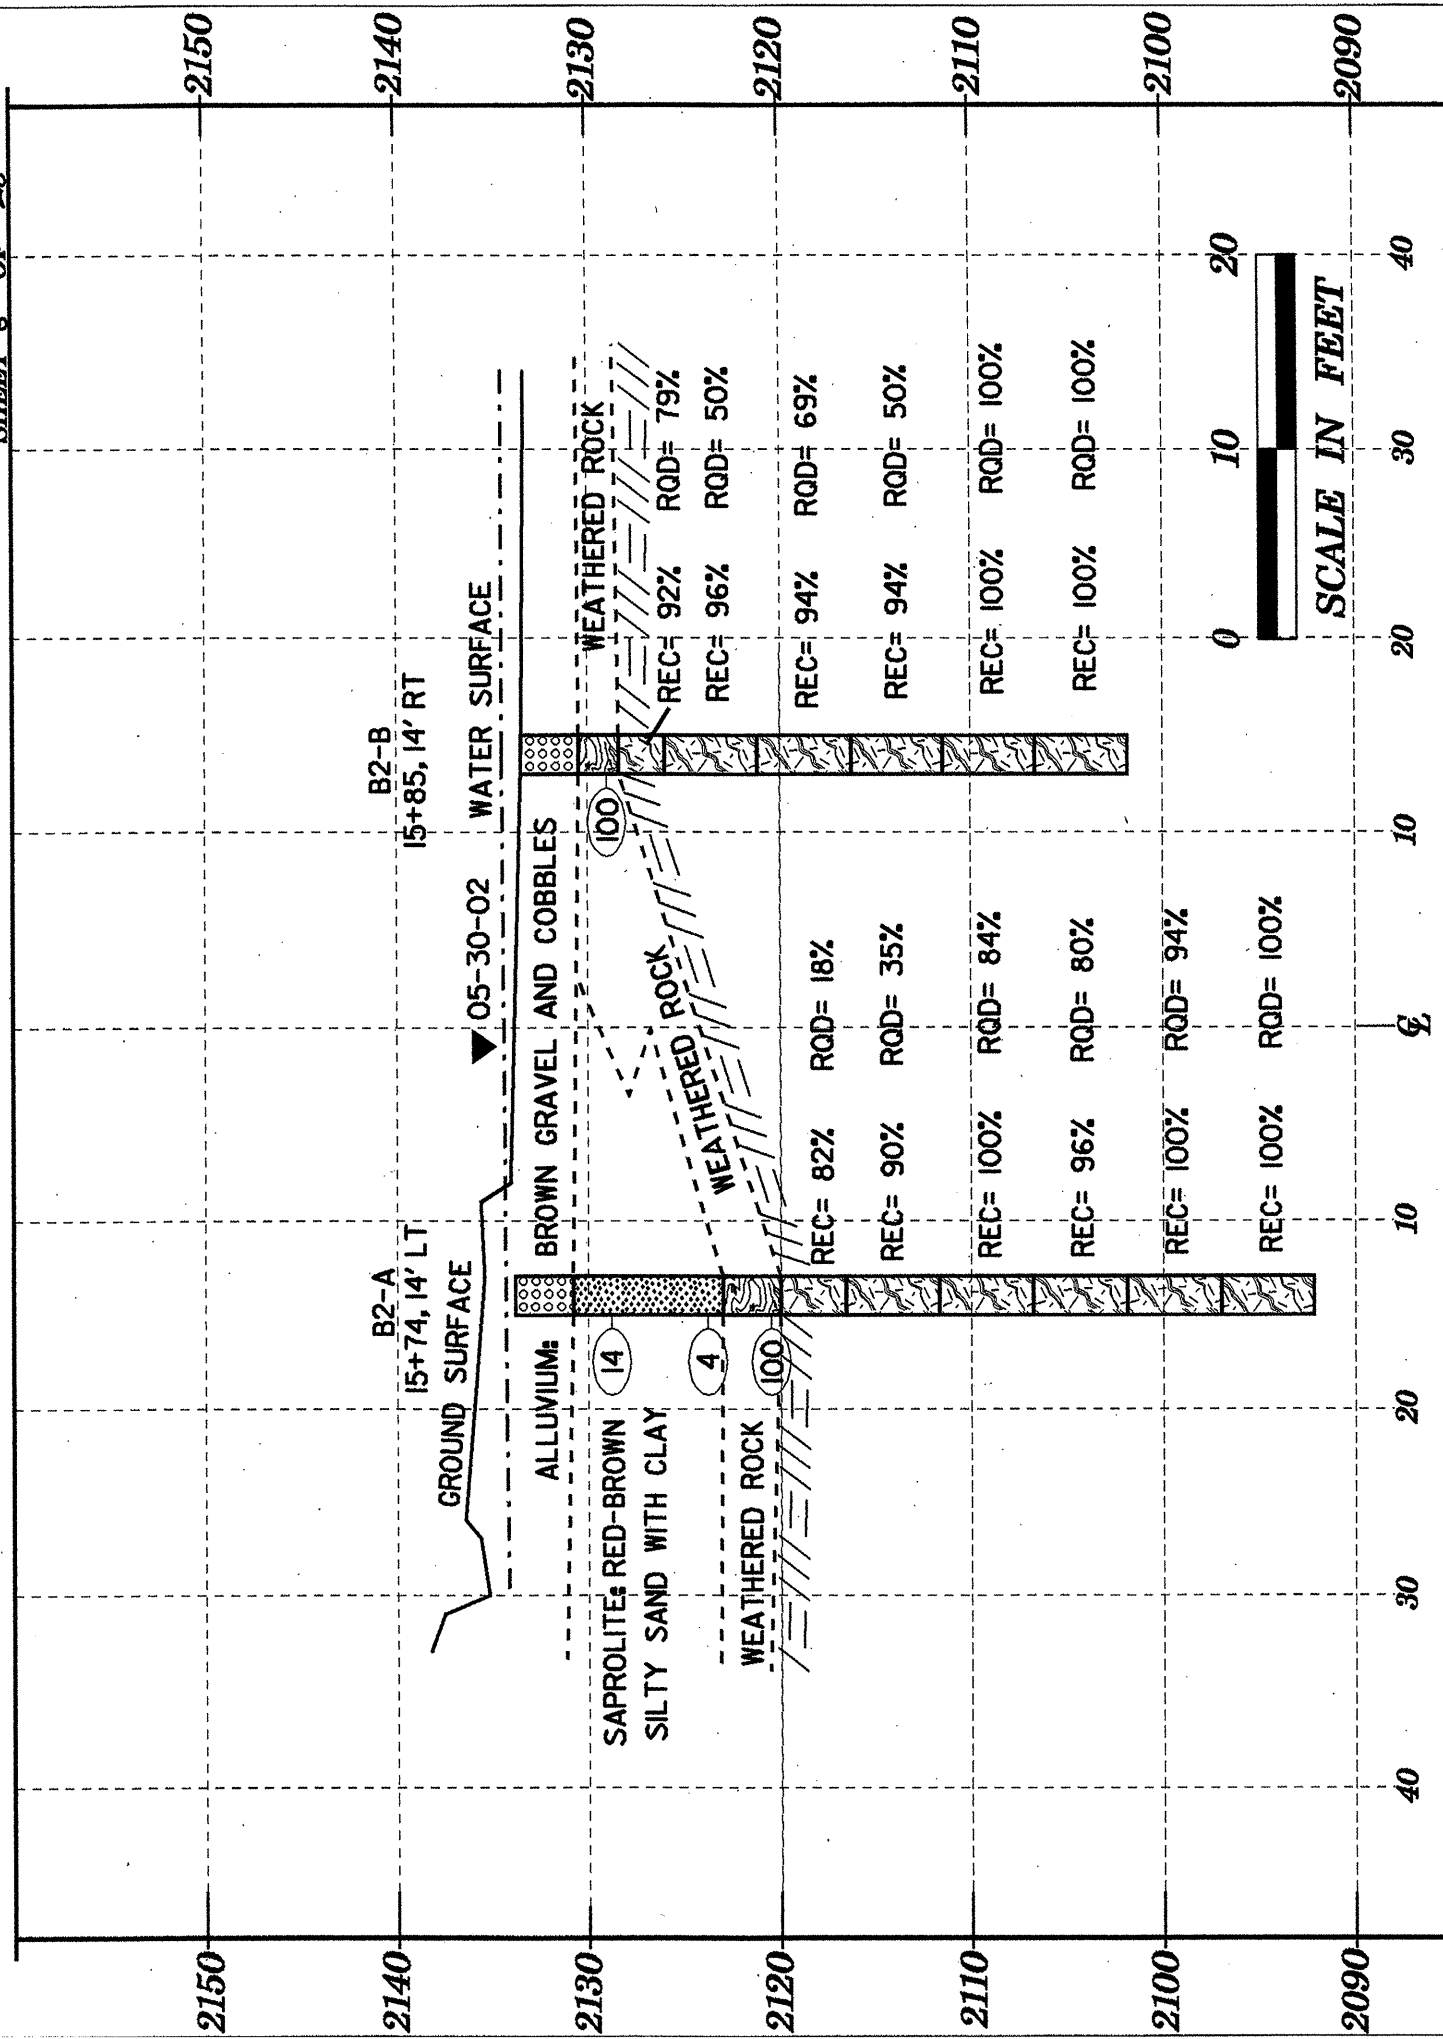 2150
2140
2130
2120
2110
2100
2090
2150
2140
2130
2120
2110
2100
2090
B2-A
15+74, 14' LT
B2-B
15+85, 14' RT
GROUND SURFACE
05-30-02 WATER SURFACE
ALLUVIUM: BROWN GRAVEL AND COBBLES
SAPROLITE: RED-BROWN
SILTY SAND WITH CLAY
WEATHERED ROCK
WEATHERED ROCK
WEATHERED ROCK
14
4
100
100
REC= 82% RQD= 18%
REC= 90% RQD= 35%
REC= 100% RQD= 84%
REC= 96% RQD= 80%
REC= 100% RQD= 94%
REC= 100% RQD= 100%
REC= 92% RQD= 79%
REC= 96% RQD= 50%
REC= 94% RQD= 69%
REC= 94% RQD= 50%
REC= 100% RQD= 100%
REC= 100% RQD= 100%
0 10 20
SCALE IN FEET
40 30 20 10 ℄ 10 20 30 40